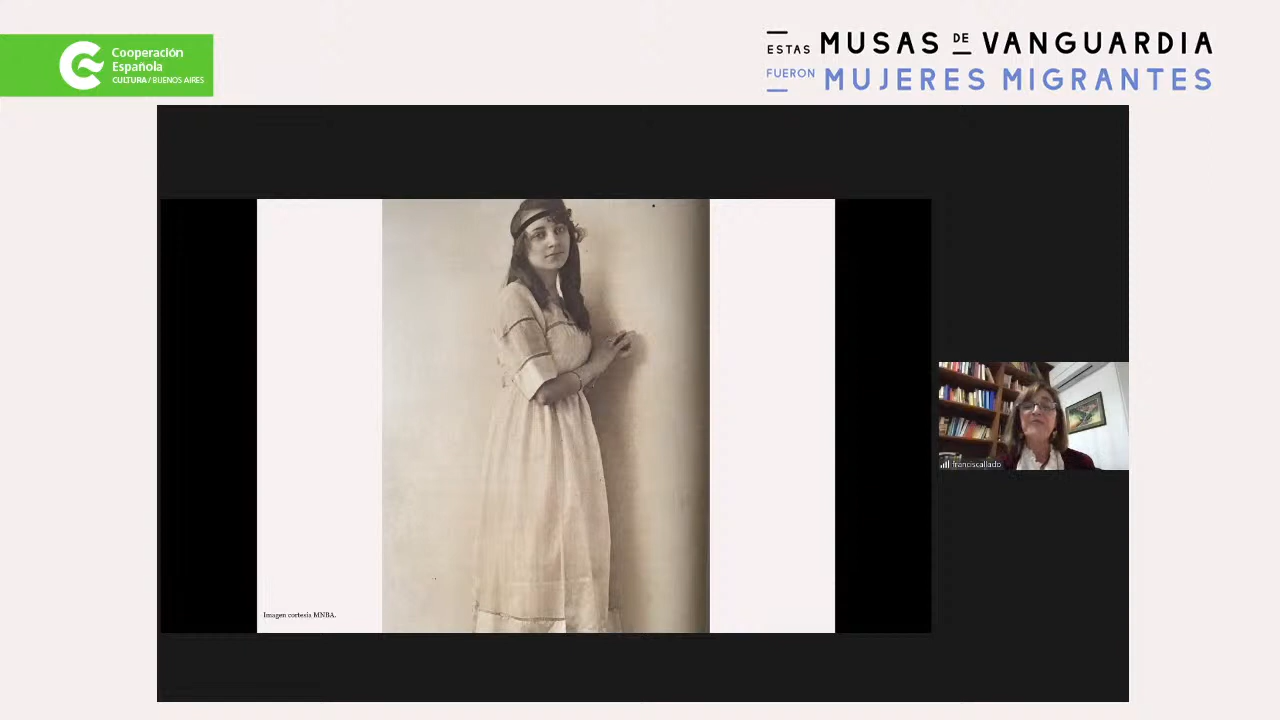 Cooperación
Española
CULTURA / BUENOS AIRES
ESTAS MUSAS DE VANGUARDIA
FUERON MUJERES MIGRANTES
franciscallado
Imagen cortesía MNBA.